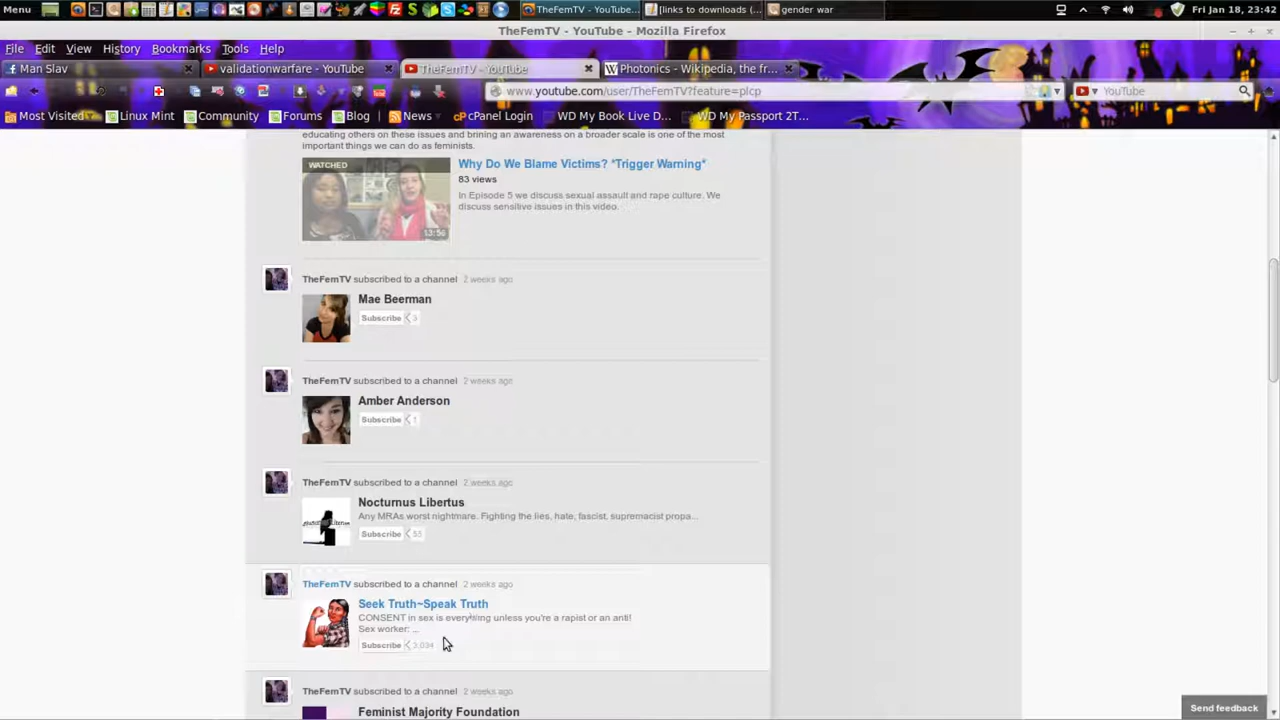 Menu
TheFemTV - YouTube...
[links to downloads (...
gender war
Fri Jan 18, 23:42
TheFemTV - YouTube - Mozilla Firefox
File Edit View History Bookmarks Tools Help
Man Slav
validationwarfare - YouTube
TheFemTV - YouTube
Photonics - Wikipedia, the fr...
www.youtube.com/user/TheFemTV?feature=plcp
YouTube
Most Visited
Linux Mint
Community
Forums
Blog
News
cPanel Login
WD My Book Live D...
WD My Passport 2T...
educating others on these issues and brining an awareness on a broader scale is one of the most
important things we can do as feminists.
WATCHED
13:56
Why Do We Blame Victims? *Trigger Warning*
83 views
In Episode 5 we discuss sexual assault and rape culture. We
discuss sensitive issues in this video.
TheFemTV subscribed to a channel 2 weeks ago
Mae Beerman
Subscribe 3
TheFemTV subscribed to a channel 2 weeks ago
Amber Anderson
Subscribe 1
TheFemTV subscribed to a channel 2 weeks ago
Nocturnus Libertus
Any MRAs worst nightmare. Fighting the lies, hate, fascist, supremacist propa...
Subscribe 53
TheFemTV subscribed to a channel 2 weeks ago
Seek Truth~Speak Truth
CONSENT in sex is everything unless you're a rapist or an anti!
Sex worker: ...
Subscribe 3,034
TheFemTV subscribed to a channel 2 weeks ago
Feminist Majority Foundation
Send feedback